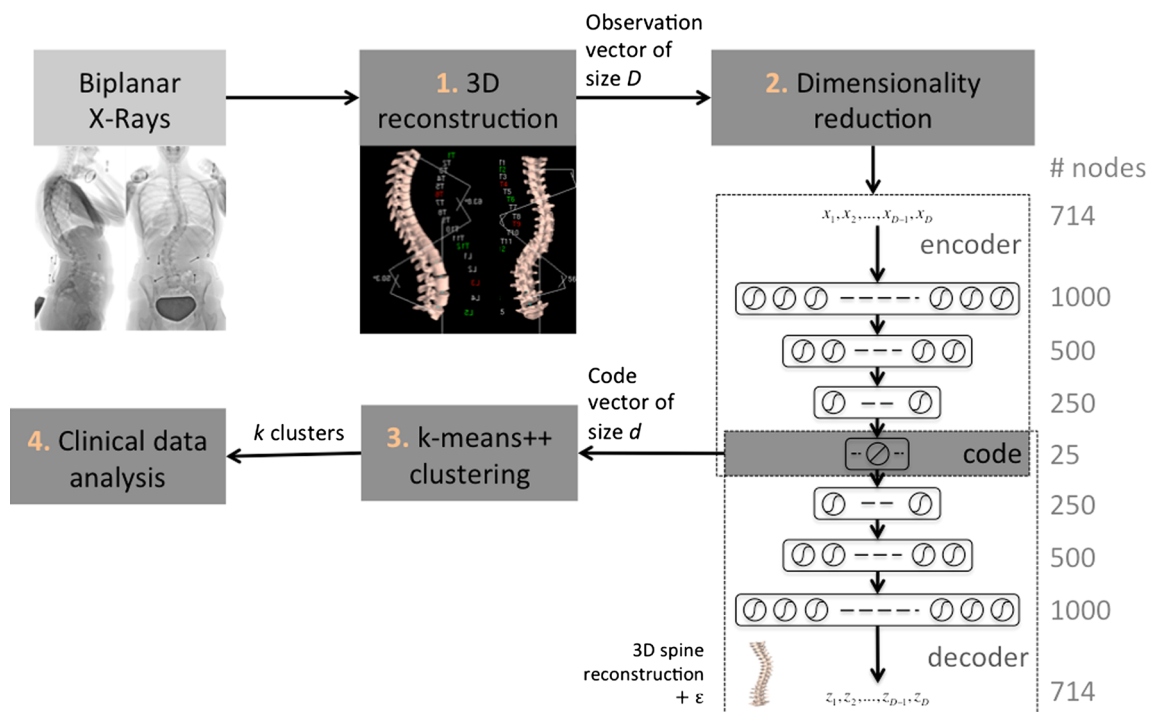 Biplanar
X-Rays
1. 3D
reconstruction
Observation
vector of
size D
2. Dimensionality
reduction
# nodes
x1, x2, ..., xD-1, xD
714
encoder
1000
500
250
code
25
250
500
1000
decoder
3D spine
reconstruction
+ ε
z1, z2, ..., zD-1, zD
714
Code
vector of
size d
3. k-means++
clustering
k clusters
4. Clinical data
analysis